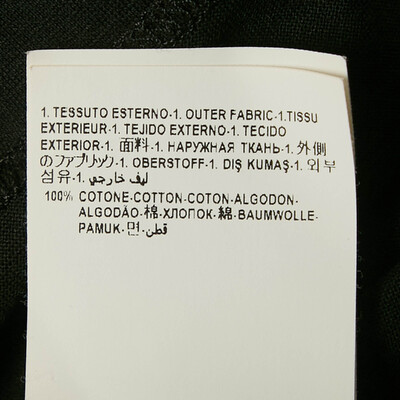 1. TESSUTO ESTERNO-1. OUTER FABRIC-1.TISSU
EXTERIEUR-1. TEJIDO EXTERNO-1. TECIDO
EXTERIOR-1. 面料-1. НАРУЖНАЯ ТКАНЬ-1. 外側
のファブリック-1. OBERSTOFF-1. DIŞ KUMAŞ-1. 외부
섬유-1. ليف خارجي
100% COTONE-COTTON-COTON-ALGODON-
ALGODÃO-棉-ХЛОПОК-綿-BAUMWOLLE-
PAMUK-면-قطن